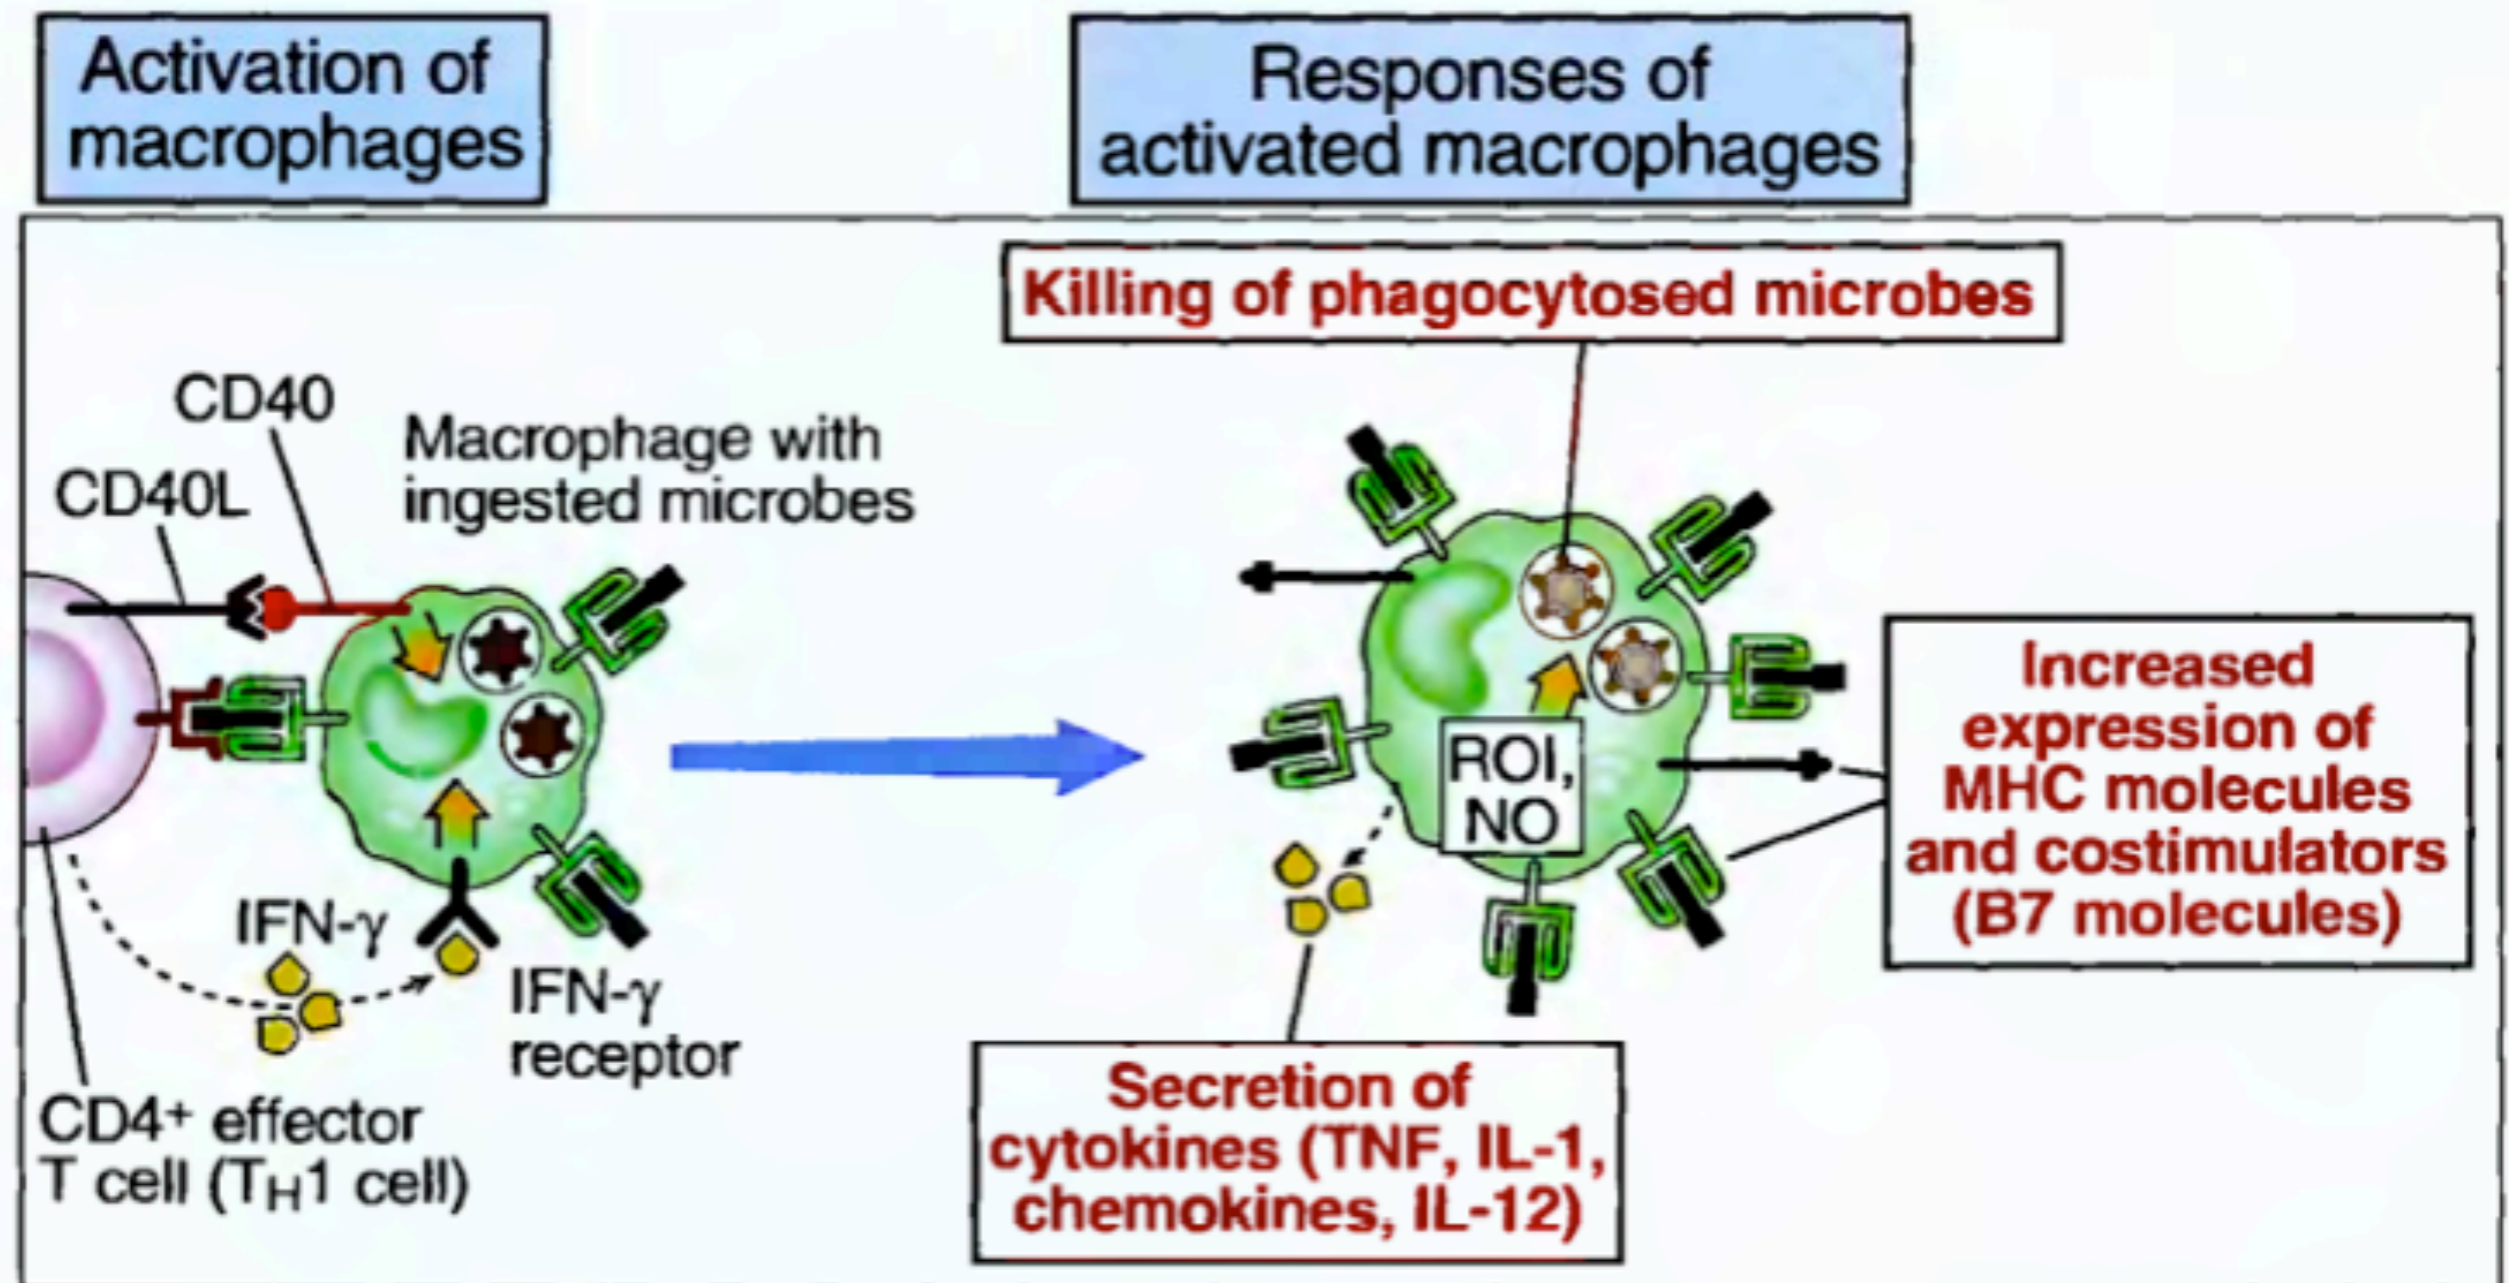 Activation of
macrophages
Responses of
activated macrophages
Killing of phagocytosed microbes
CD40
CD40L
Macrophage with
ingested microbes
ROI,
NO
Increased
expression of
MHC molecules
and costimulators
(B7 molecules)
IFN-γ
IFN-γ
receptor
CD4+ effector
T cell (TH1 cell)
Secretion of
cytokines (TNF, IL-1,
chemokines, IL-12)